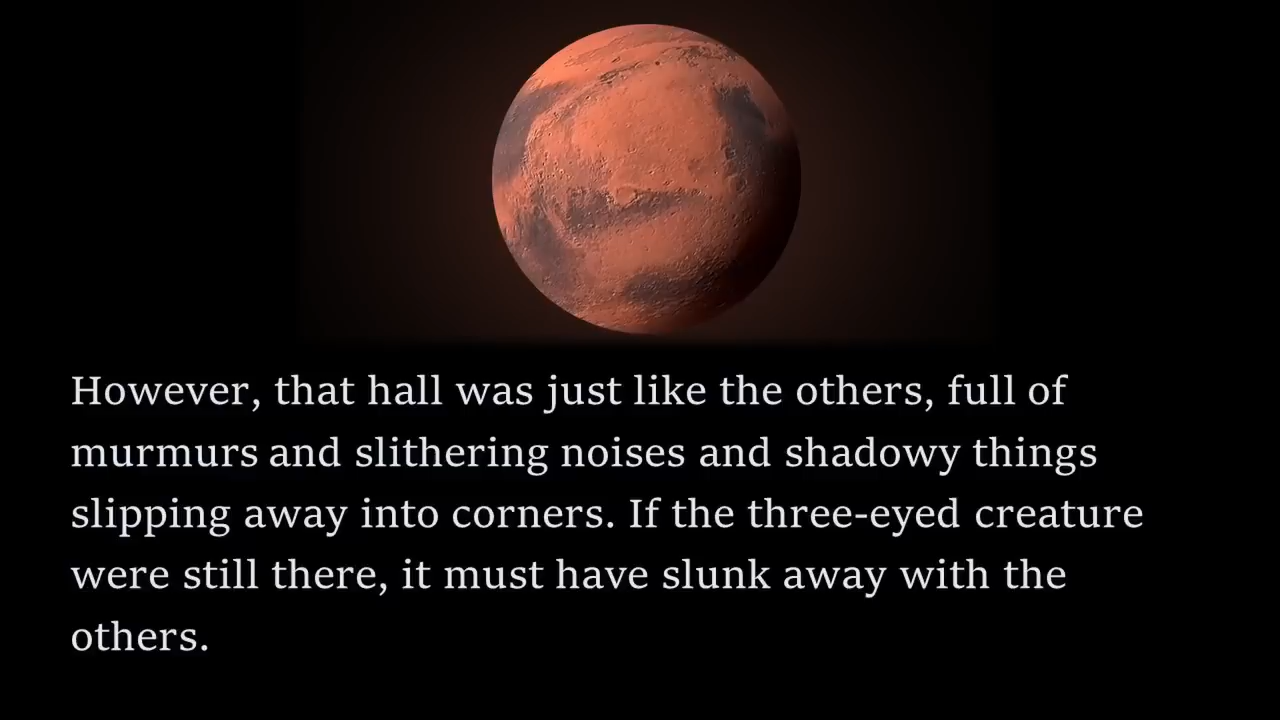 However, that hall was just like the others, full of
murmurs and slithering noises and shadowy things
slipping away into corners. If the three-eyed creature
were still there, it must have slunk away with the
others.